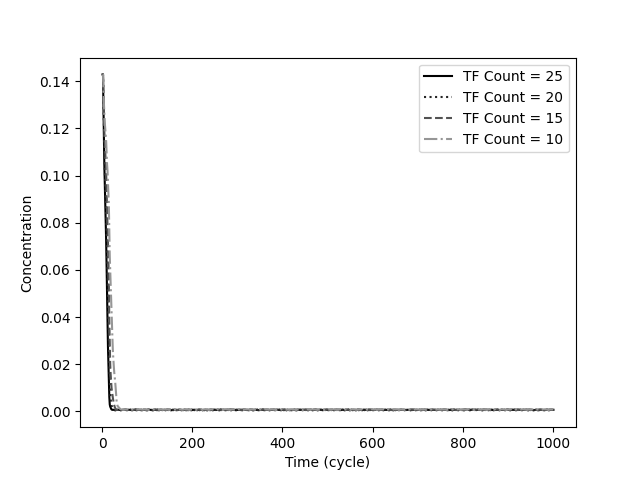 TF Count = 25
TF Count = 20
TF Count = 15
TF Count = 10
Concentration
0.14
0.12
0.10
0.08
0.06
0.04
0.02
0.00
0 200 400 600 800 1000
Time (cycle)